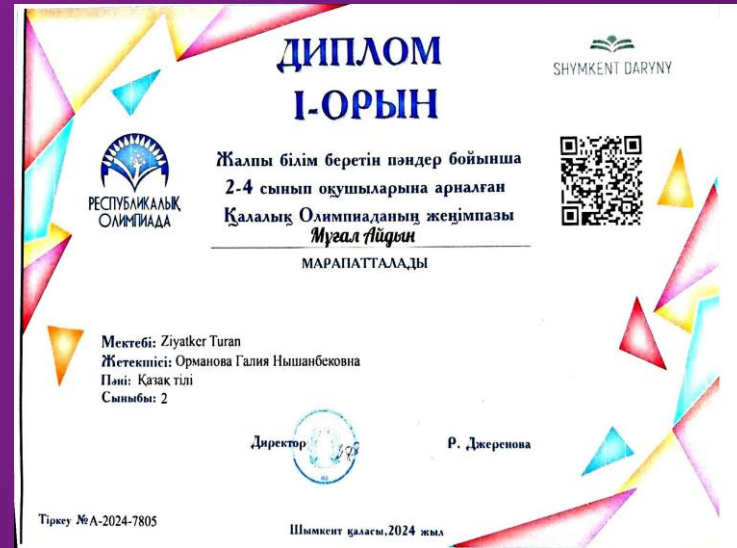 ДИПЛОМ
І-ОРЫН
SHYMKENT DARYNY
РЕСПУБЛИКАЛЫҚ
ОЛИМПИАДА
Жалпы білім беретін пәндер бойынша
2-4 сынып оқушыларына арналған
Қалалық Олимпиаданың жеңімпазы
Мұғал Айдын
МАРАПАТТАЛАДЫ
Мектебі: Ziyatker Turan
Жетекшісі: Орманова Галия Нышанбековна
Пәні: Қазақ тілі
Сыныбы: 2
Директор
Р. Джеренова
Тіркеу №А-2024-7805
Шымкент қаласы,2024 жыл